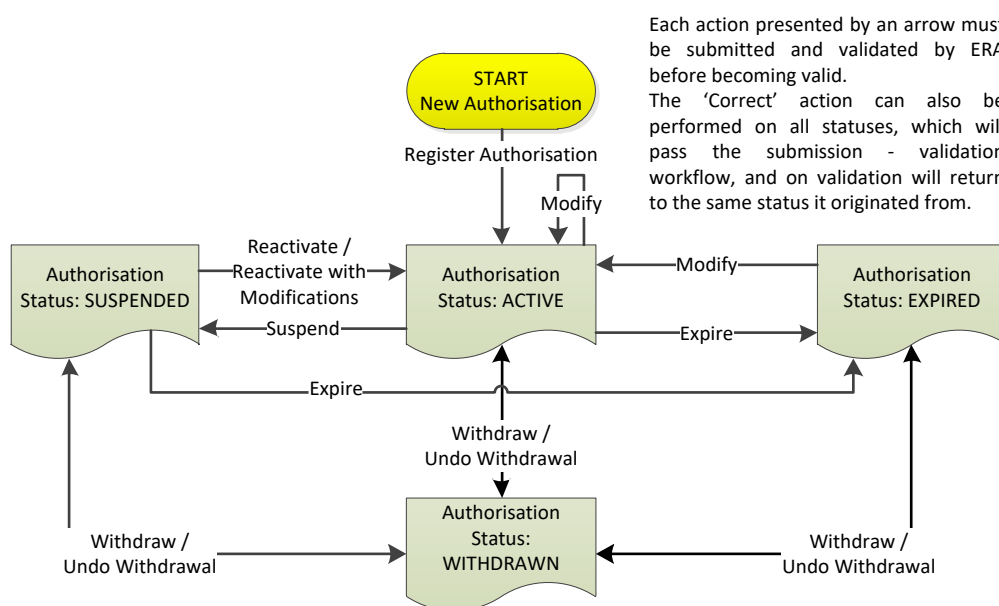 Each action presented by an arrow must
be submitted and validated by ERA
before becoming valid.
The 'Correct' action can also be
performed on all statuses, which will
pass the submission - validation
workflow, and on validation will return
to the same status it originated from.
START
New Authorisation
Register Authorisation
Modify
Reactivate /
Reactivate with
Modifications
Authorisation
Status: SUSPENDED
Authorisation
Status: ACTIVE
Modify
Authorisation
Status: EXPIRED
Suspend
Expire
Expire
Withdraw /
Undo Withdrawal
Authorisation
Status:
WITHDRAWN
Withdraw /
Undo Withdrawal
Withdraw /
Undo Withdrawal